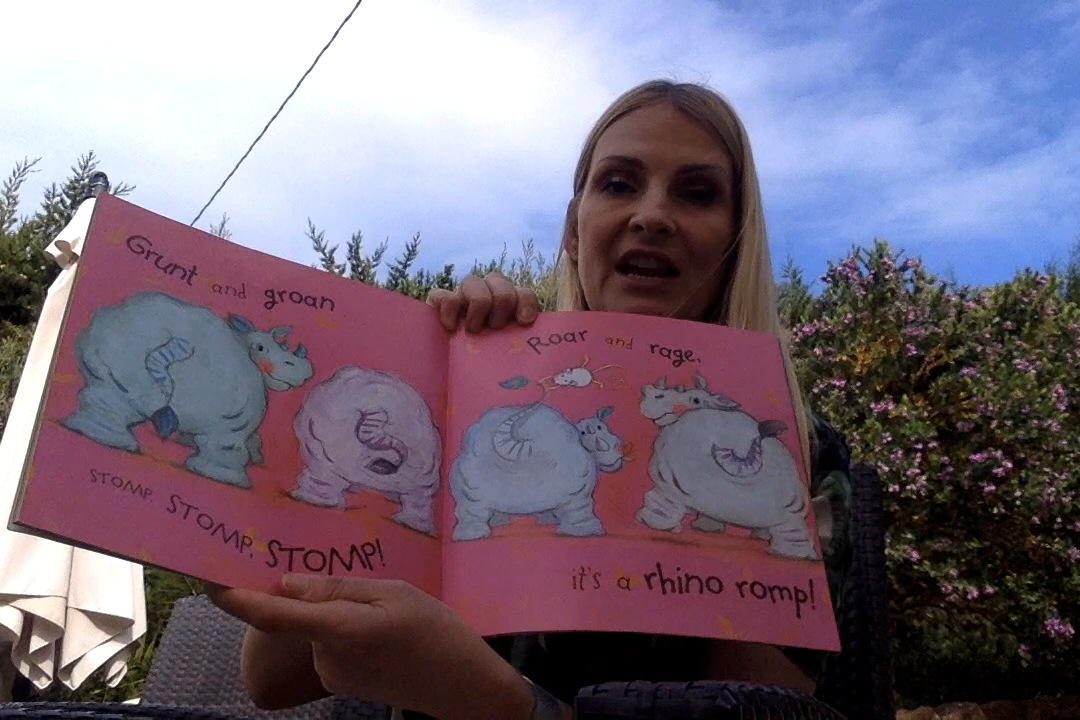 Grunt and groan
STOMP, STOMP, STOMP!
Roar and rage,
it's a rhino romp!